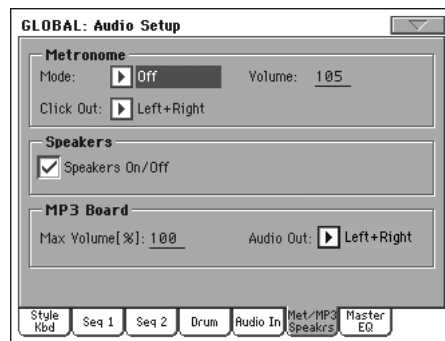 GLOBAL: Audio Setup
Metronome
Mode: Off Volume: 105
Click Out: Left+Right
Speakers
Speakers On/Off
MP3 Board
Max Volume[%]: 100 Audio Out: Left+Right
Style Kbd Seq 1 Seq 2 Drum Audio In Met/MP3 Speakrs Master EQ